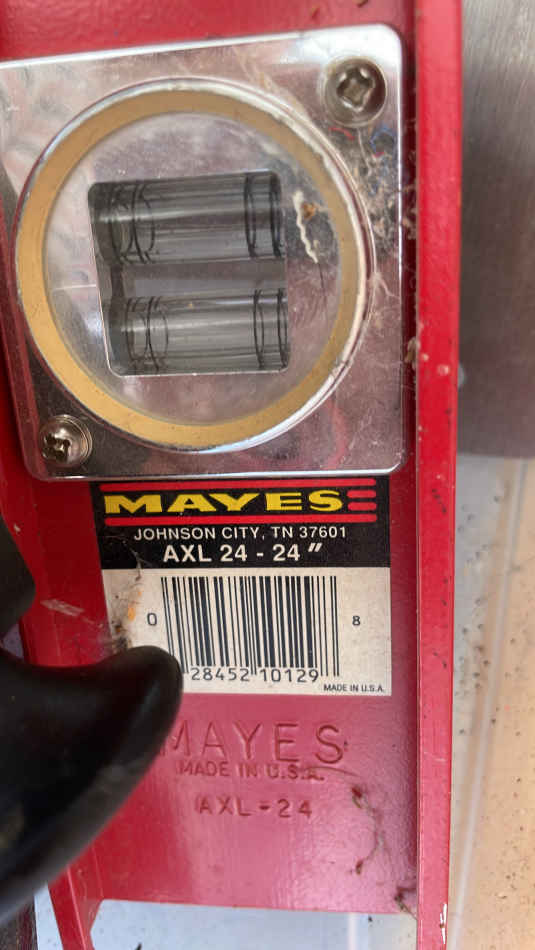 MAYES
JOHNSON CITY, TN 37601
AXL 24 - 24"
0 28452 10129 8
MADE IN U.S.A.
MAYES
MADE IN U.S.A.
AXL-24